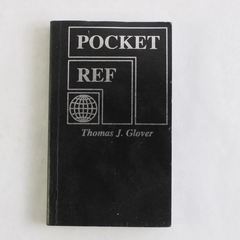 POCKET
REF
Thomas J. Glover